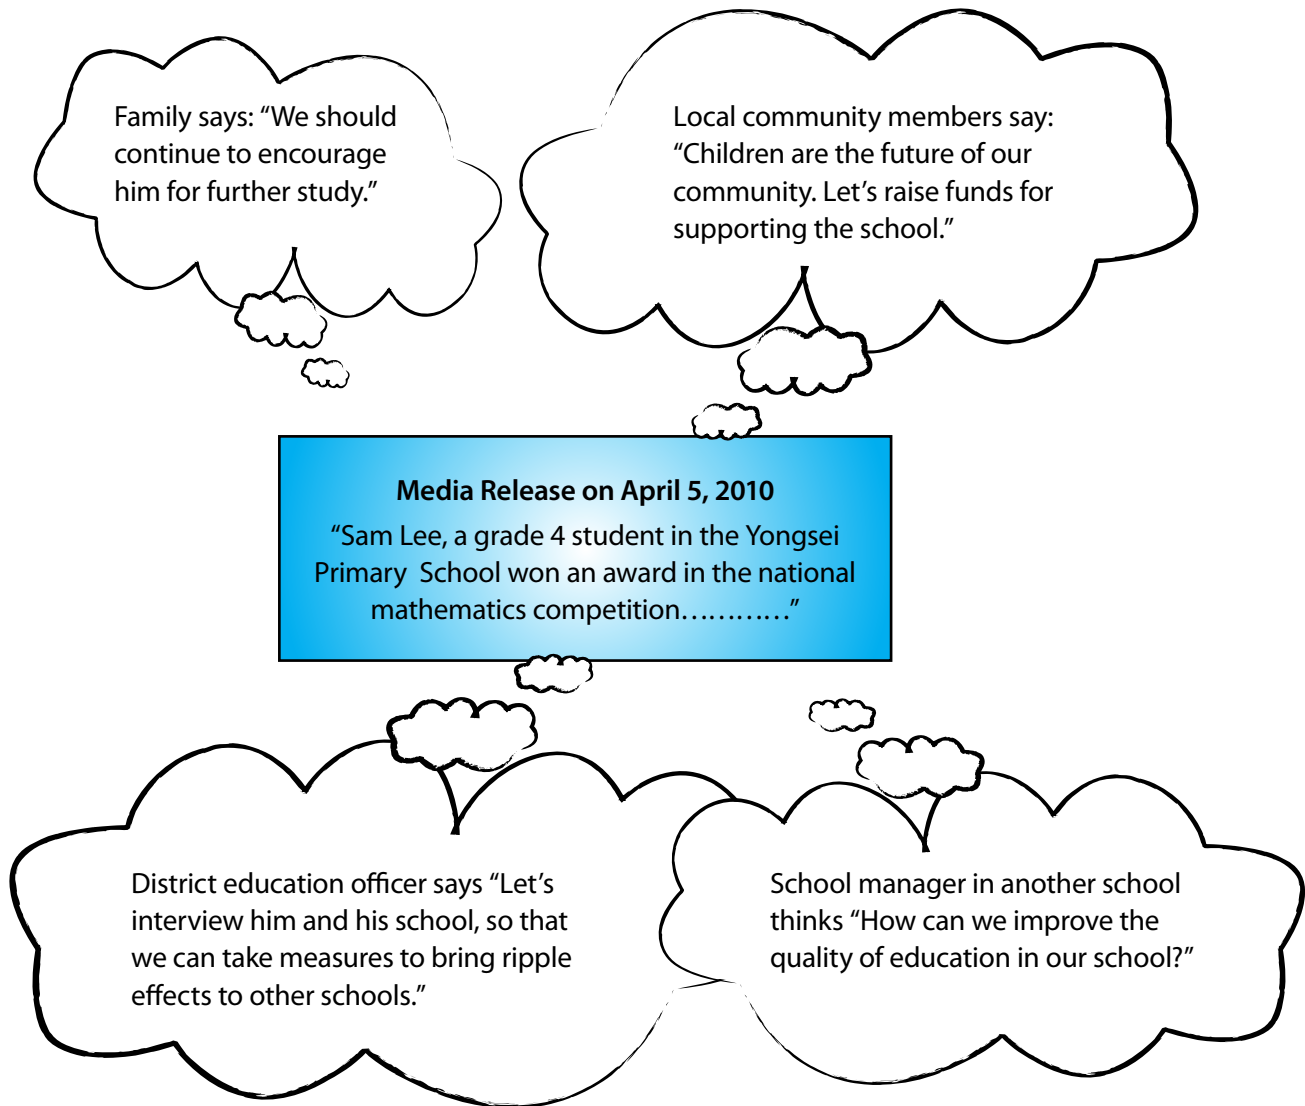 Family says: “We should
continue to encourage
him for further study.”
Local community members say:
“Children are the future of our
community. Let’s raise funds for
supporting the school.”
Media Release on April 5, 2010
“Sam Lee, a grade 4 student in the Yongsei
Primary  School won an award in the national
mathematics competition…………”
District education officer says “Let’s
interview him and his school, so that
we can take measures to bring ripple
effects to other schools.”
School manager in another school
thinks “How can we improve the
quality of education in our school?”